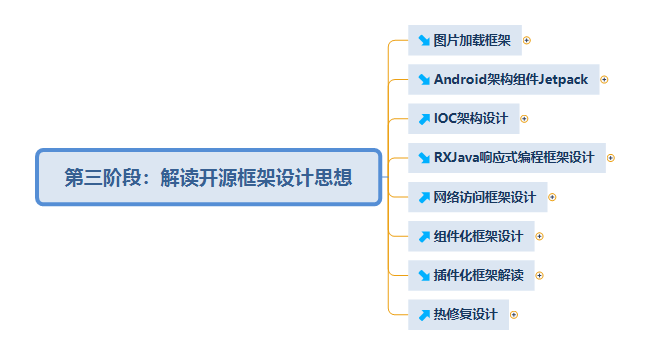 图片加载框架
Android架构组件Jetpack
IOC架构设计
RXJava响应式编程框架设计
第三阶段：解读开源框架设计思想
网络访问框架设计
组件化框架设计
插件化框架解读
热修复设计